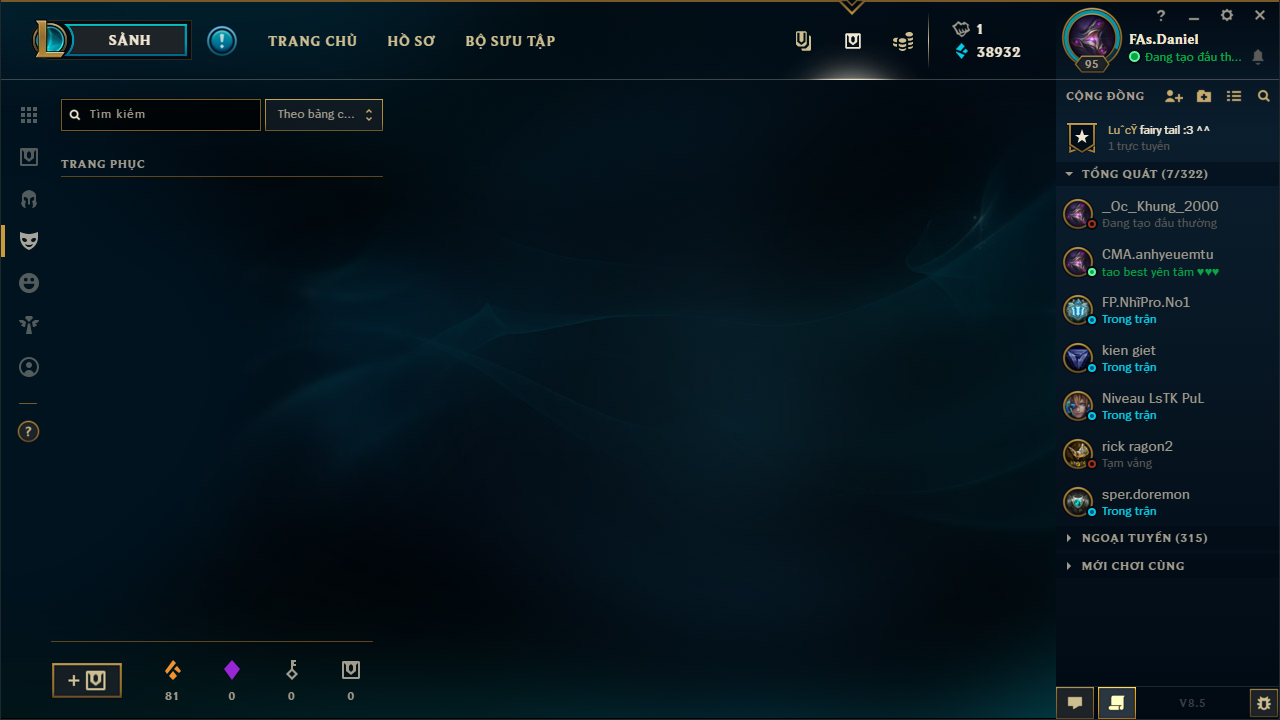 SẢNH
TRANG CHỦ
HỒ SƠ
BỘ SƯU TẬP
1
38932
?
FAs.Daniel
95
Đang tạo đấu th...
Tìm kiếm
Theo bảng c...
TRANG PHỤC
?
+
81
0
0
0
CỘNG ĐỒNG
LuˆcŸ fairy tail :3 ^^
1 trực tuyến
TỔNG QUÁT (7/322)
_Oc_Khung_2000
Đang tạo đấu thường
CMA.anhyeuemtu
tao best yên tâm ♥♥♥
FP.NhĩPro.No1
Trong trận
kien giet
Trong trận
Niveau LsTK PuL
Trong trận
rick ragon2
Tạm vắng
sper.doremon
Trong trận
NGOẠI TUYẾN (315)
MỚI CHƠI CÙNG
V8.5